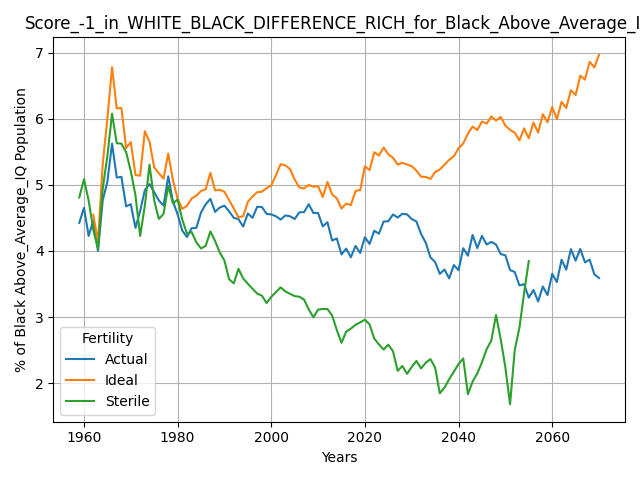 Score_-1_in_WHITE_BLACK_DIFFERENCE_RICH_for_Black_Above_Average_I
% of Black Above_Average_IQ Population
7
6
5
4
3
2
Fertility
Actual
Ideal
Sterile
1960 1980 2000 2020 2040 2060
Years